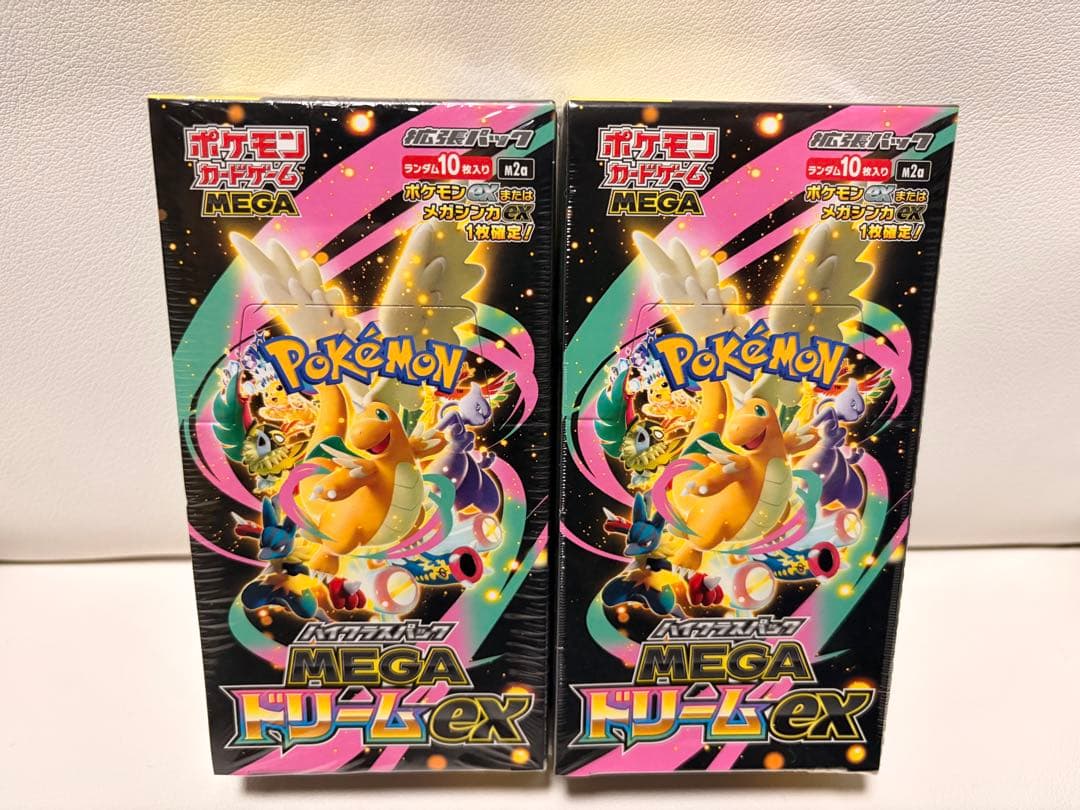 ポケモン
カードゲーム
MEGA
拡張パック
ランダム10枚入り M2a
ポケモンexまたは
メガシンカex
1枚確定!
POKéMON
ハイクラスパック
MEGA
ドリームex
ポケモン
カードゲーム
MEGA
拡張パック
ランダム10枚入り M2a
ポケモンexまたは
メガシンカex
1枚確定!
POKéMON
TM
ハイクラスパック
MEGA
ドリームex